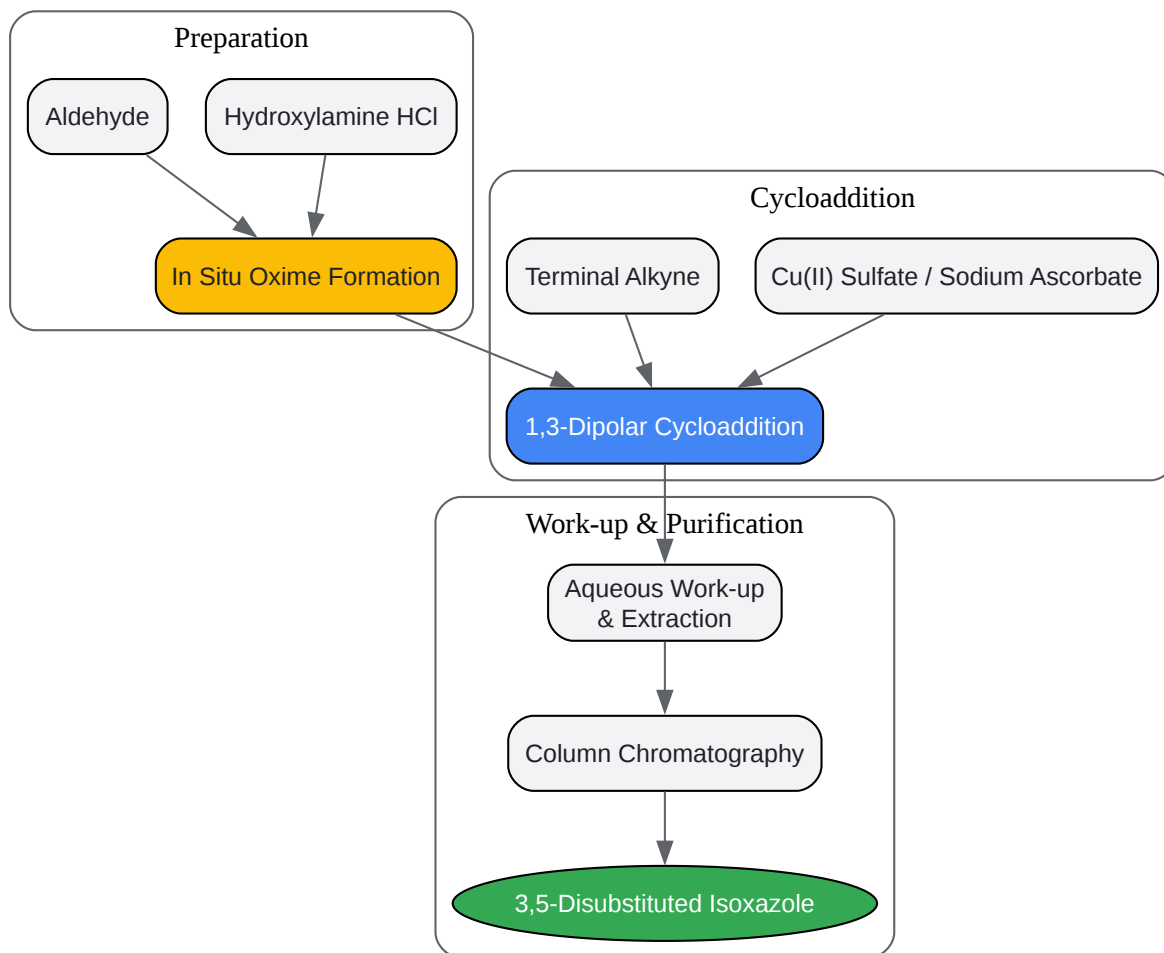 Preparation
Aldehyde
Hydroxylamine HCl
In Situ Oxime Formation
Cycloaddition
Terminal Alkyne
Cu(II) Sulfate / Sodium Ascorbate
1,3-Dipolar Cycloaddition
Work-up & Purification
Aqueous Work-up
& Extraction
Column Chromatography
3,5-Disubstituted Isoxazole